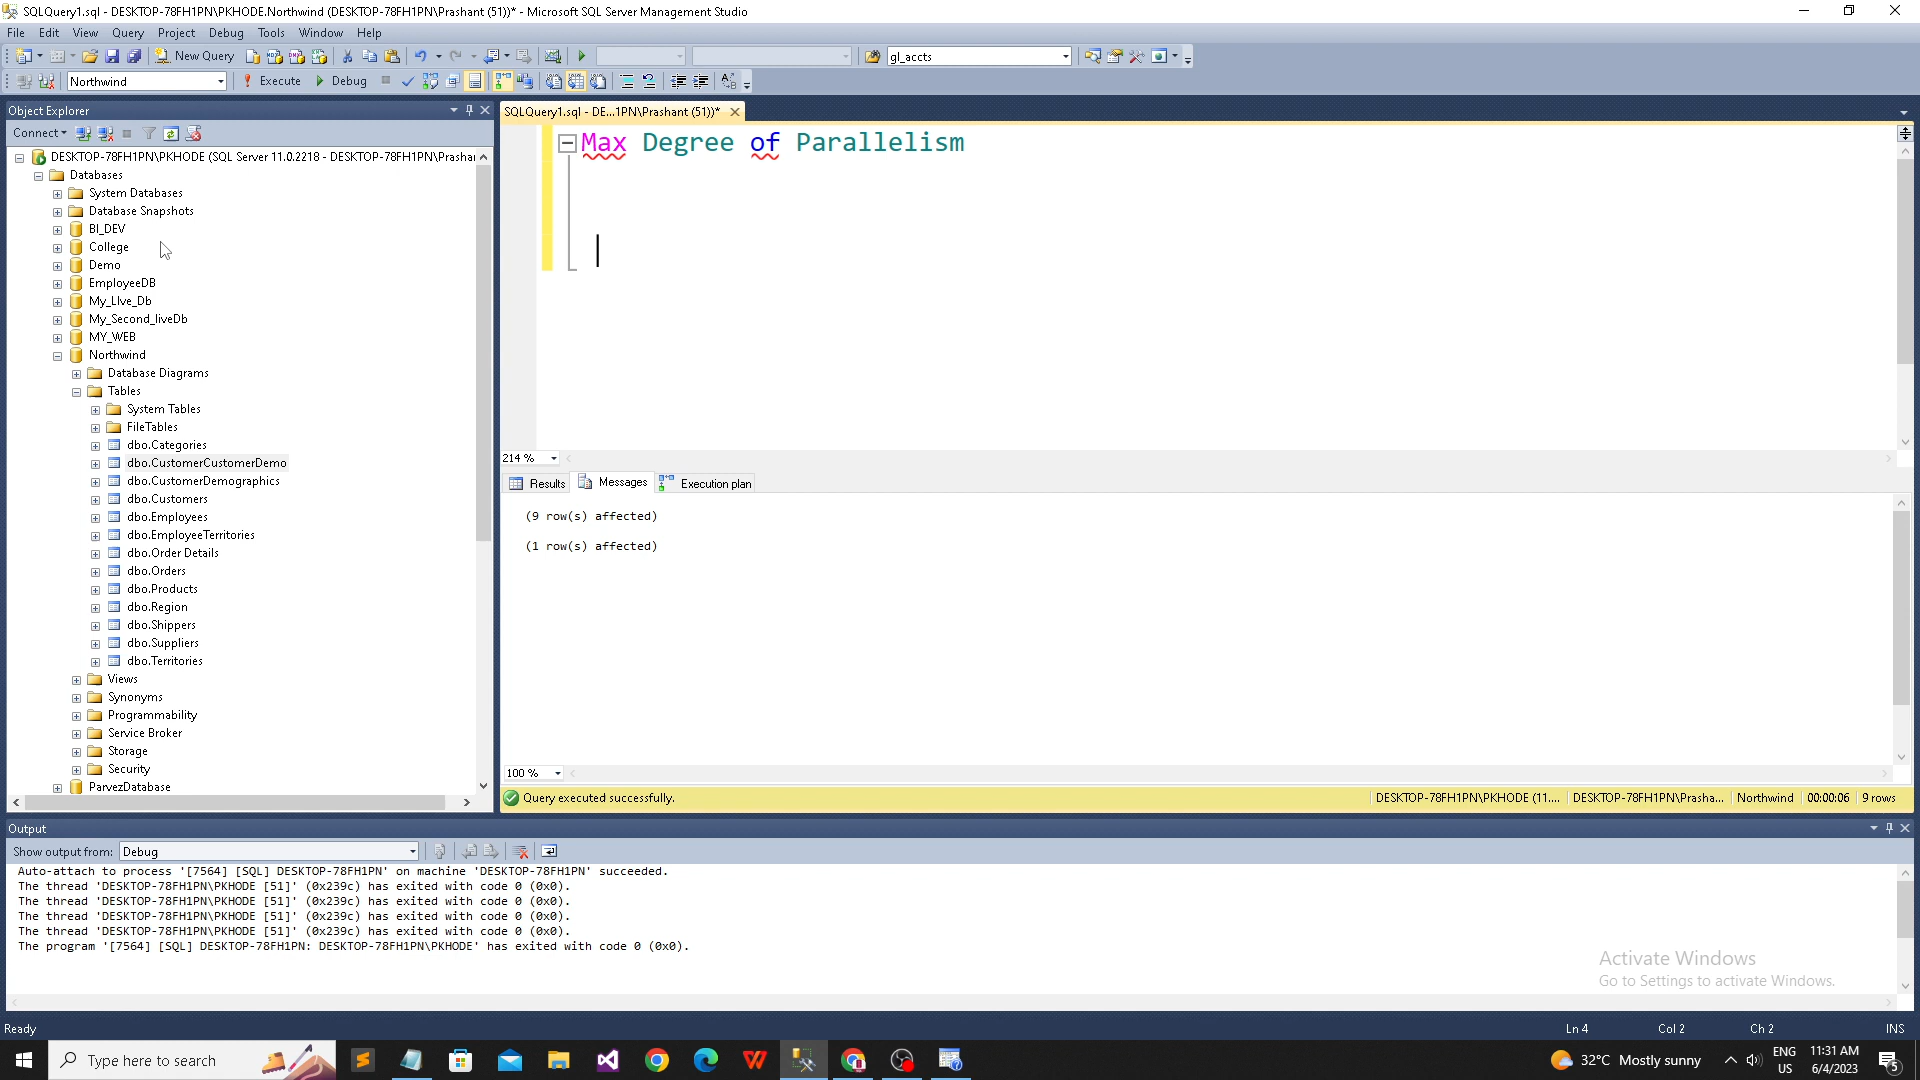 SQLQuery1.sql - DESKTOP-78FH1PN\PKHODE.Northwind (DESKTOP-78FH1PN\Prashant (51))* - Microsoft SQL Server Management Studio
File Edit View Query Project Debug Tools Window Help
New Query gl_accts
Northwind Execute Debug
Object Explorer
Connect
DESKTOP-78FH1PN\PKHODE (SQL Server 11.0.2218 - DESKTOP-78FH1PN\Prashar
Databases
System Databases
Database Snapshots
BI_DEV
College
Demo
EmployeeDB
My_LIve_Db
My_Second_liveDb
MY_WEB
Northwind
Database Diagrams
Tables
System Tables
FileTables
dbo.Categories
dbo.CustomerCustomerDemo
dbo.CustomerDemographics
dbo.Customers
dbo.Employees
dbo.EmployeeTerritories
dbo.Order Details
dbo.Orders
dbo.Products
dbo.Region
dbo.Shippers
dbo.Suppliers
dbo.Territories
Views
Synonyms
Programmability
Service Broker
Storage
Security
ParvezDatabase
SQLQuery1.sql - DE...1PN\Prashant (51))*
Max Degree of Parallelism
214 %
Results Messages Execution plan
(9 row(s) affected)
(1 row(s) affected)
100 %
Query executed successfully. DESKTOP-78FH1PN\PKHODE (11.... DESKTOP-78FH1PN\Prasha... Northwind 00:00:06 9 rows
Output
Show output from: Debug
Auto-attach to process '[7564] [SQL] DESKTOP-78FH1PN' on machine 'DESKTOP-78FH1PN' succeeded.
The thread 'DESKTOP-78FH1PN\PKHODE [51]' (0x239c) has exited with code 0 (0x0).
The thread 'DESKTOP-78FH1PN\PKHODE [51]' (0x239c) has exited with code 0 (0x0).
The thread 'DESKTOP-78FH1PN\PKHODE [51]' (0x239c) has exited with code 0 (0x0).
The thread 'DESKTOP-78FH1PN\PKHODE [51]' (0x239c) has exited with code 0 (0x0).
The program '[7564] [SQL] DESKTOP-78FH1PN: DESKTOP-78FH1PN\PKHODE' has exited with code 0 (0x0).
Activate Windows
Go to Settings to activate Windows.
Ready Ln 4 Col 2 Ch 2 INS
Type here to search 32°C Mostly sunny ENG US 11:31 AM 6/4/2023 5